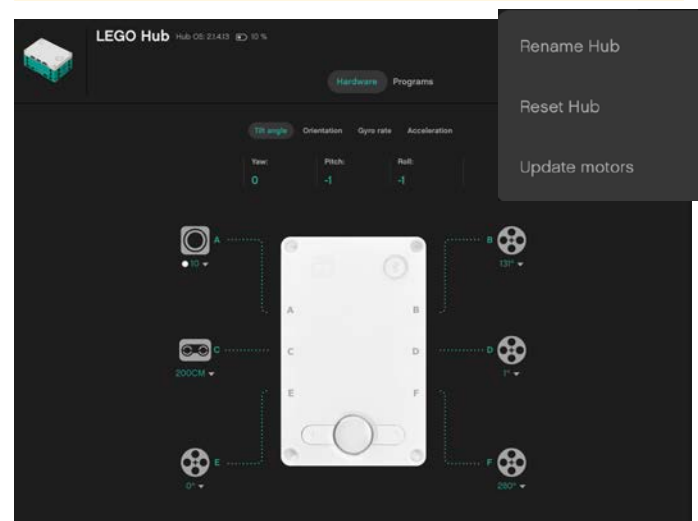 LEGO Hub Hub OS: 2.1.4.13 10 %
Rename Hub
Reset Hub
Update motors
Hardware Programs
Tilt angle Orientation Gyro rate Acceleration
Yaw: Pitch: Roll:
0 -1 -1
A
10
B
131°
A B
C
200CM
C D
D
1°
E F
E
0°
F
280°